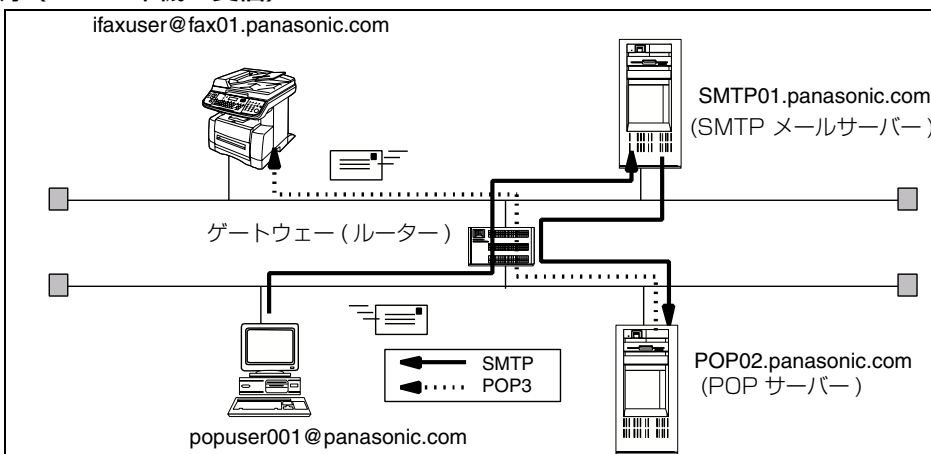 ifaxuser@fax01.panasonic.com
SMTP01.panasonic.com
(SMTP メールサーバー)
ゲートウェー(ルーター)
SMTP
POP3
POP02.panasonic.com
(POP サーバー)
popuser001@panasonic.com